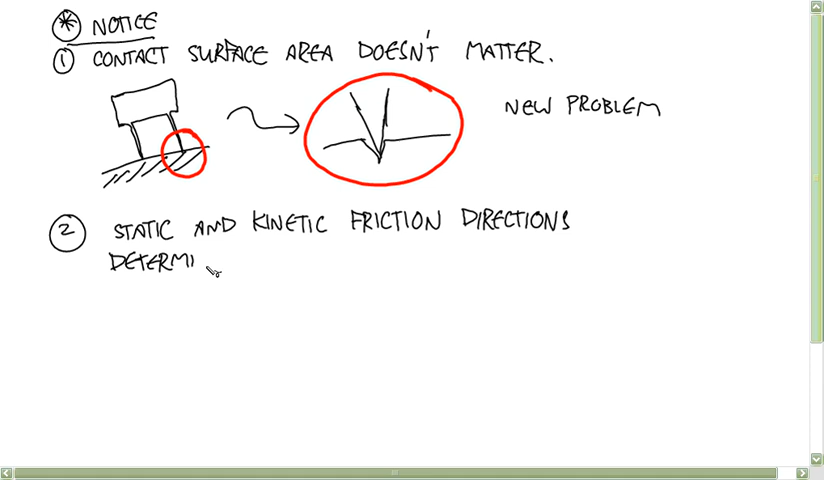 * NOTICE
1 CONTACT SURFACE AREA DOESN'T MATTER.
NEW PROBLEM
2 STATIC AND KINETIC FRICTION DIRECTIONS
DETERMI